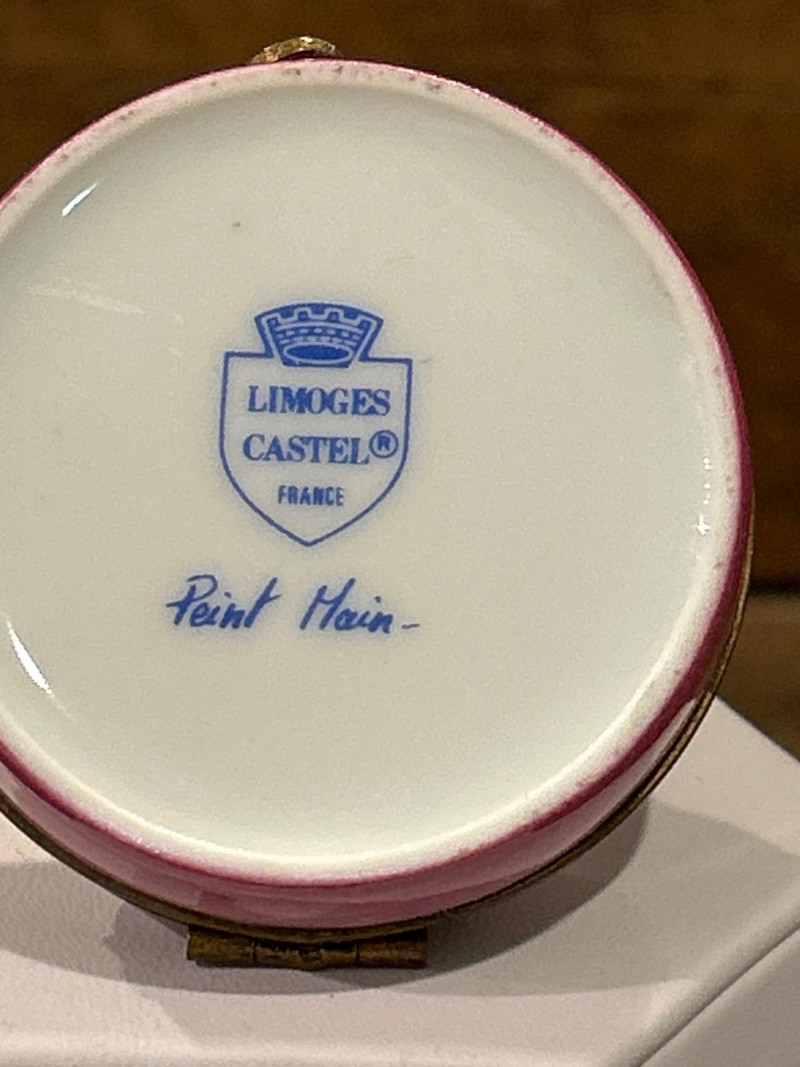 LIMOGES
CASTEL®
FRANCE
Peint Main-